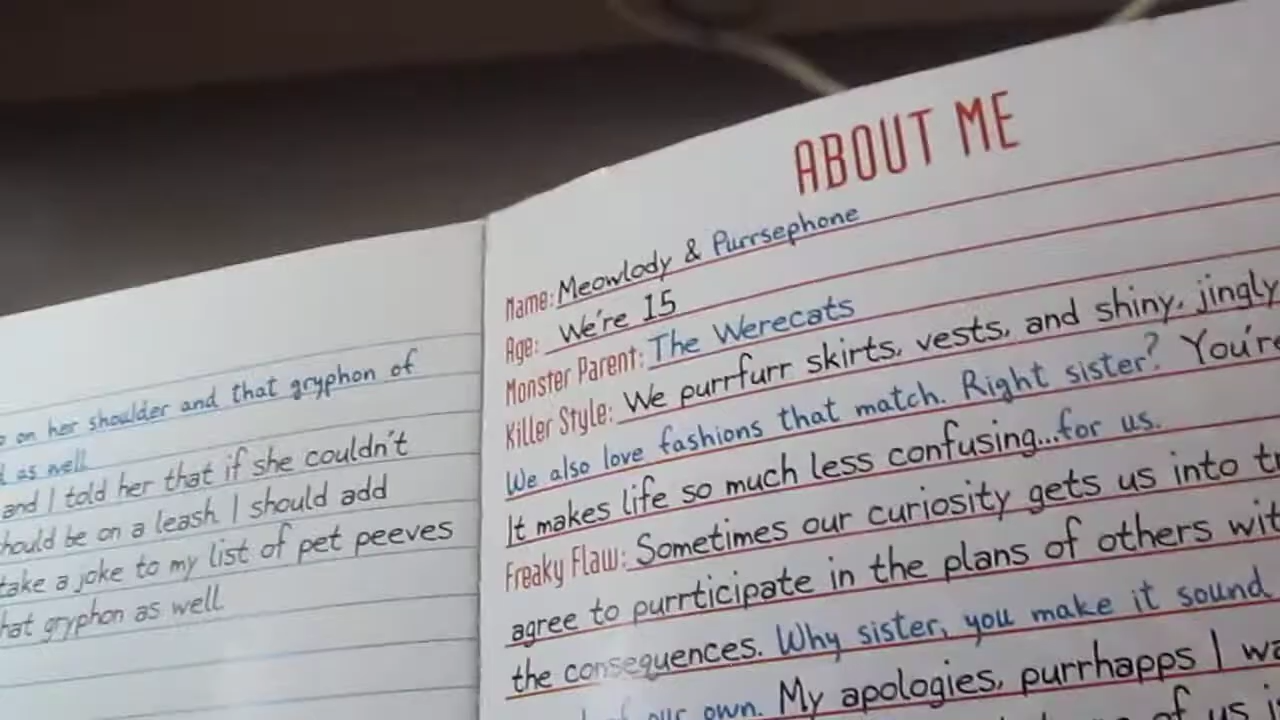 on her shoulder and that gryphon of
as well
and I told her that if she couldn't
should be on a leash. I should add
take a joke to my list of pet peeves
that gryphon as well.
ABOUT ME
Name: Meowlody & Purrsephone
Age: We're 15
Monster Parent: The Werecats
Killer Style: We purrfurr skirts, vests, and shiny, jingly
We also love fashions that match. Right sister? You're
It makes life so much less confusing...for us.
Freaky Flaw: Sometimes our curiosity gets us into
agree to purrticipate in the plans of others
the consequences. Why sister, you make it sound
of our own. My apologies, purrhapps I
of us